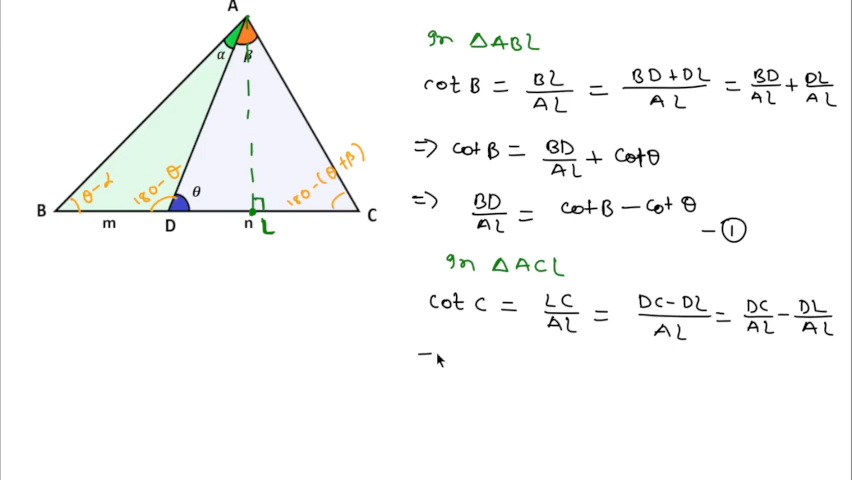 A
α
β
θ-α
180-θ
θ
180-(θ+β)
B
m
D
n
L
C
In ΔABL
cot B = BL/AL = BD+DL/AL = BD/AL + DL/AL
=> cot B = BD/AL + cotθ
=> BD/AL = cot B - cot θ - ①
In ΔACL
cot C = LC/AL = DC-DL/AL = DC/AL - DL/AL